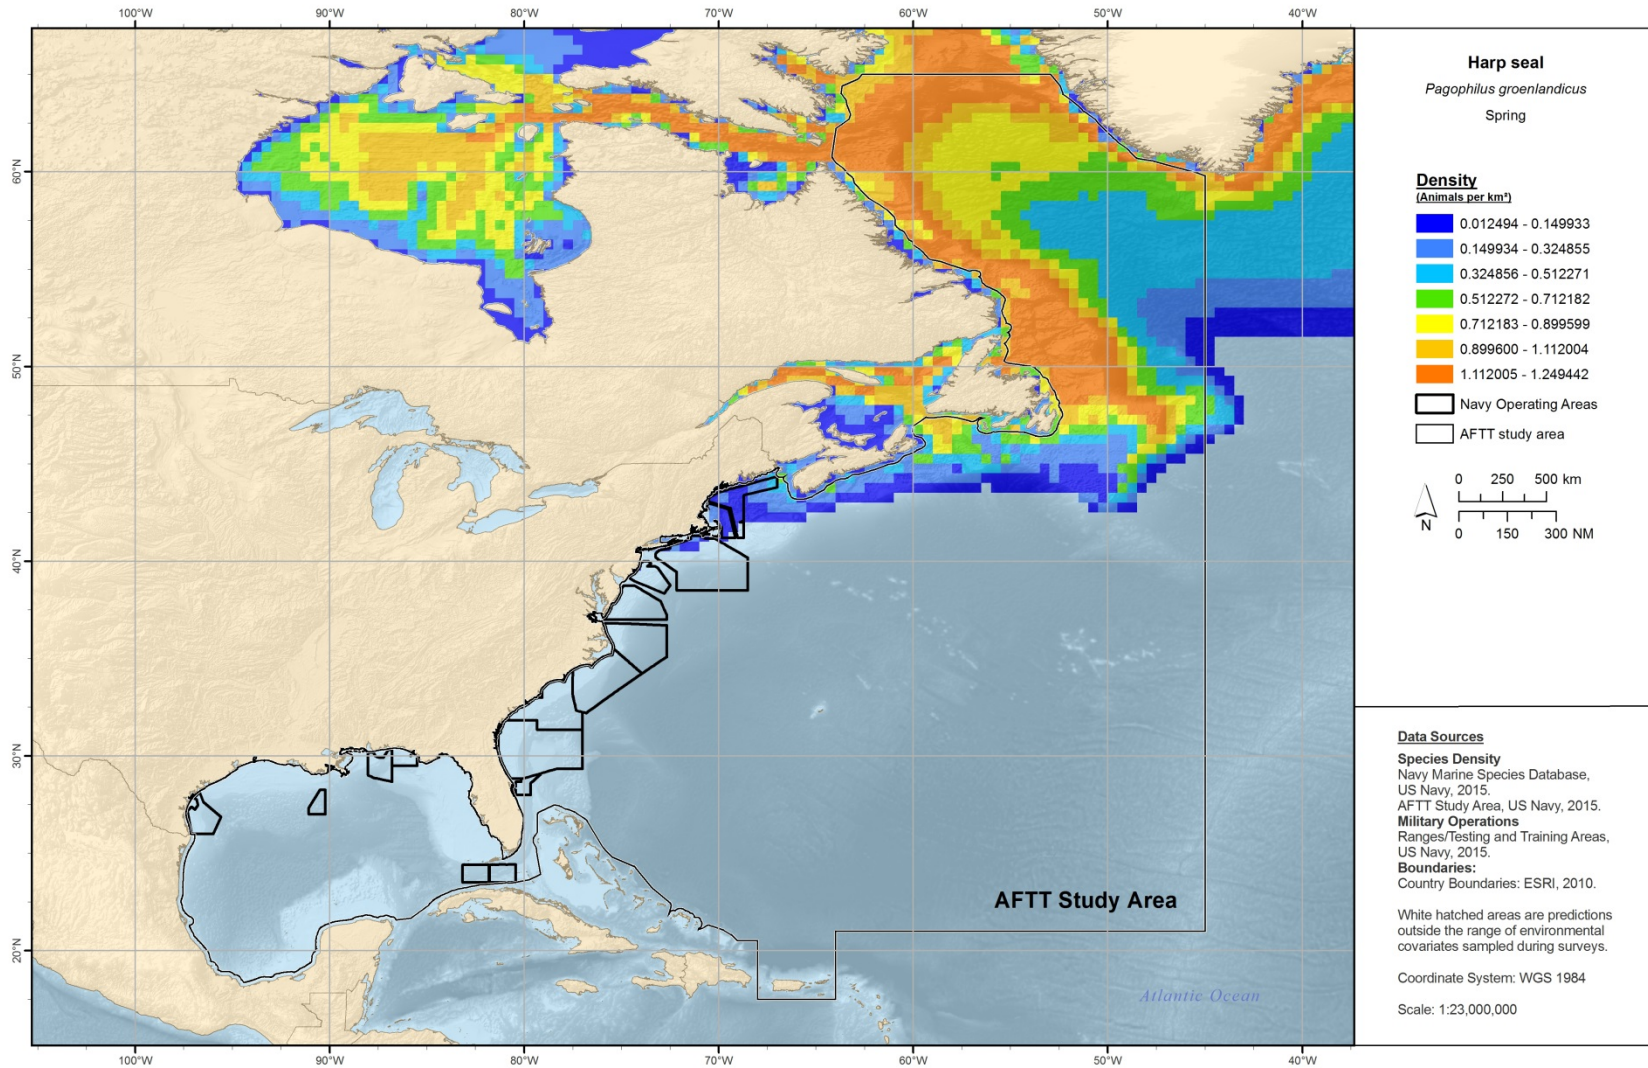 100°W 90°W 80°W 70°W 60°W 50°W 40°W
60°N
50°N
40°N
30°N
20°N
60°N
50°N
40°N
30°N
20°N
AFTT Study Area
Atlantic Ocean
100°W 90°W 80°W 70°W 60°W 50°W 40°W
Harp seal
Pagophilus groenlandicus
Spring
Density
(Animals per km²)
0.012494 - 0.149933
0.149934 - 0.324855
0.324856 - 0.512271
0.512272 - 0.712182
0.712183 - 0.899599
0.899600 - 1.112004
1.112005 - 1.249442
Navy Operating Areas
AFTT study area
N
0 250 500 km
0 150 300 NM
Data Sources
Species Density
Navy Marine Species Database,
US Navy, 2015.
AFTT Study Area, US Navy, 2015.
Military Operations
Ranges/Testing and Training Areas,
US Navy, 2015.
Boundaries:
Country Boundaries: ESRI, 2010.
White hatched areas are predictions
outside the range of environmental
covariates sampled during surveys.
Coordinate System: WGS 1984
Scale: 1:23,000,000